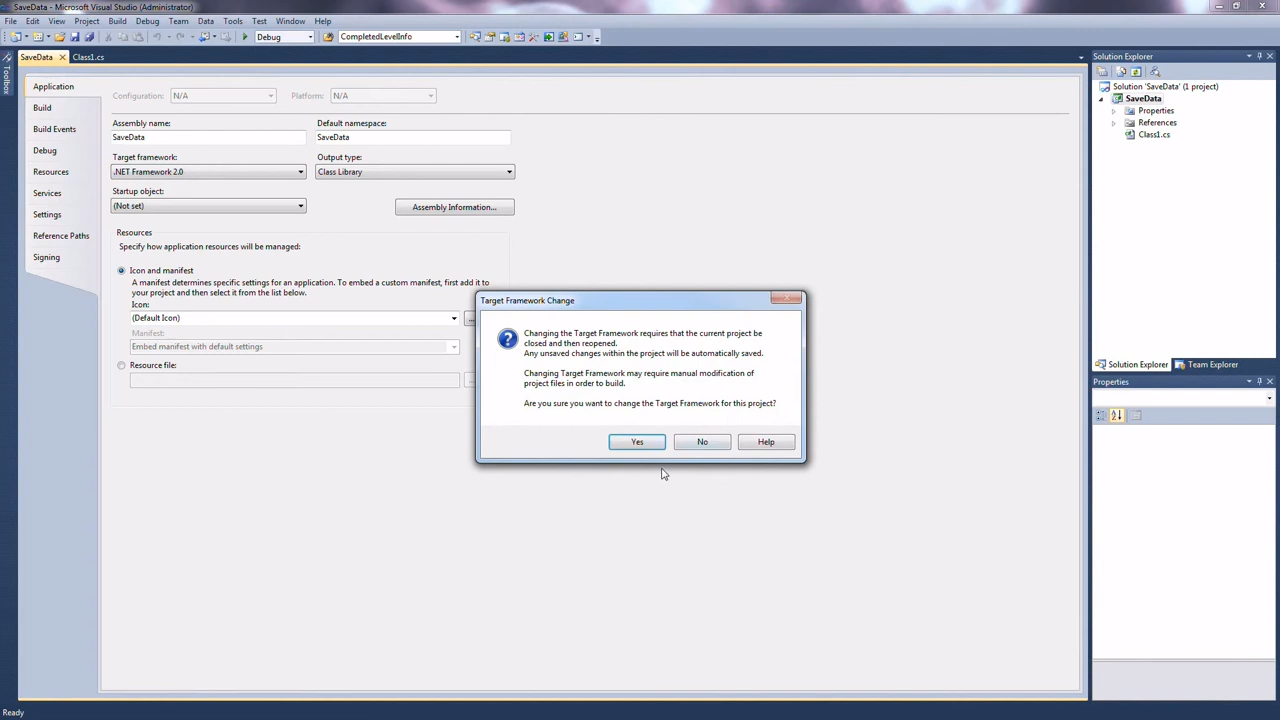 SaveData - Microsoft Visual Studio (Administrator)
File Edit View Project Build Debug Team Data Tools Test Window Help
Debug CompletedLevelInfo
Toolbox
SaveData Class1.cs
Application
Build
Build Events
Debug
Resources
Services
Settings
Reference Paths
Signing
Configuration: N/A Platform: N/A
Assembly name: Default namespace:
SaveData SaveData
Target framework: Output type:
.NET Framework 2.0 Class Library
Startup object:
(Not set) Assembly Information...
Resources
Specify how application resources will be managed:
Icon and manifest
A manifest determines specific settings for an application. To embed a custom manifest, first add it to
your project and then select it from the list below.
Icon:
(Default Icon) ...
Manifest:
Embed manifest with default settings
Resource file:
Target Framework Change
Changing the Target Framework requires that the current project be
closed and then reopened.
Any unsaved changes within the project will be automatically saved.
Changing Target Framework may require manual modification of
project files in order to build.
Are you sure you want to change the Target Framework for this project?
Yes No Help
Solution Explorer
Solution 'SaveData' (1 project)
SaveData
Properties
References
Class1.cs
Solution Explorer Team Explorer
Properties
Ready